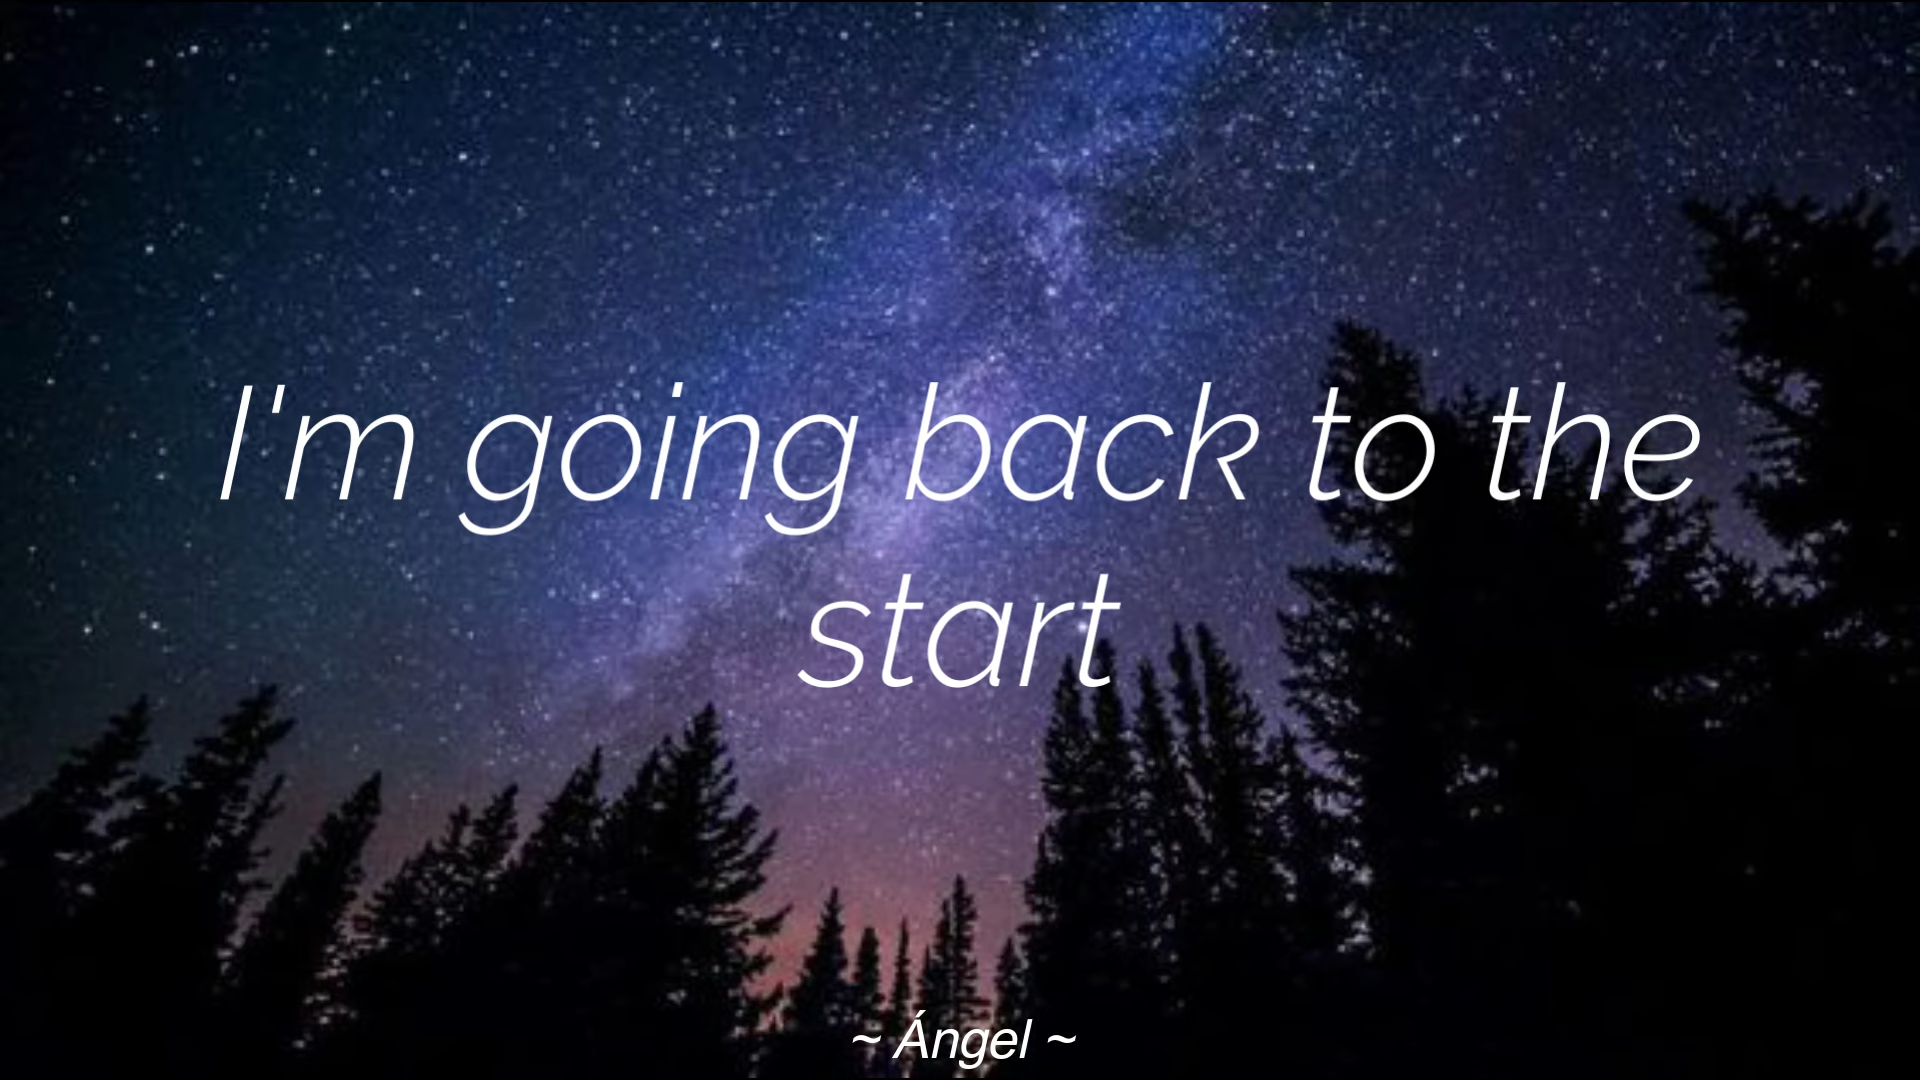 I'm going back to the
start
~ Ángel ~